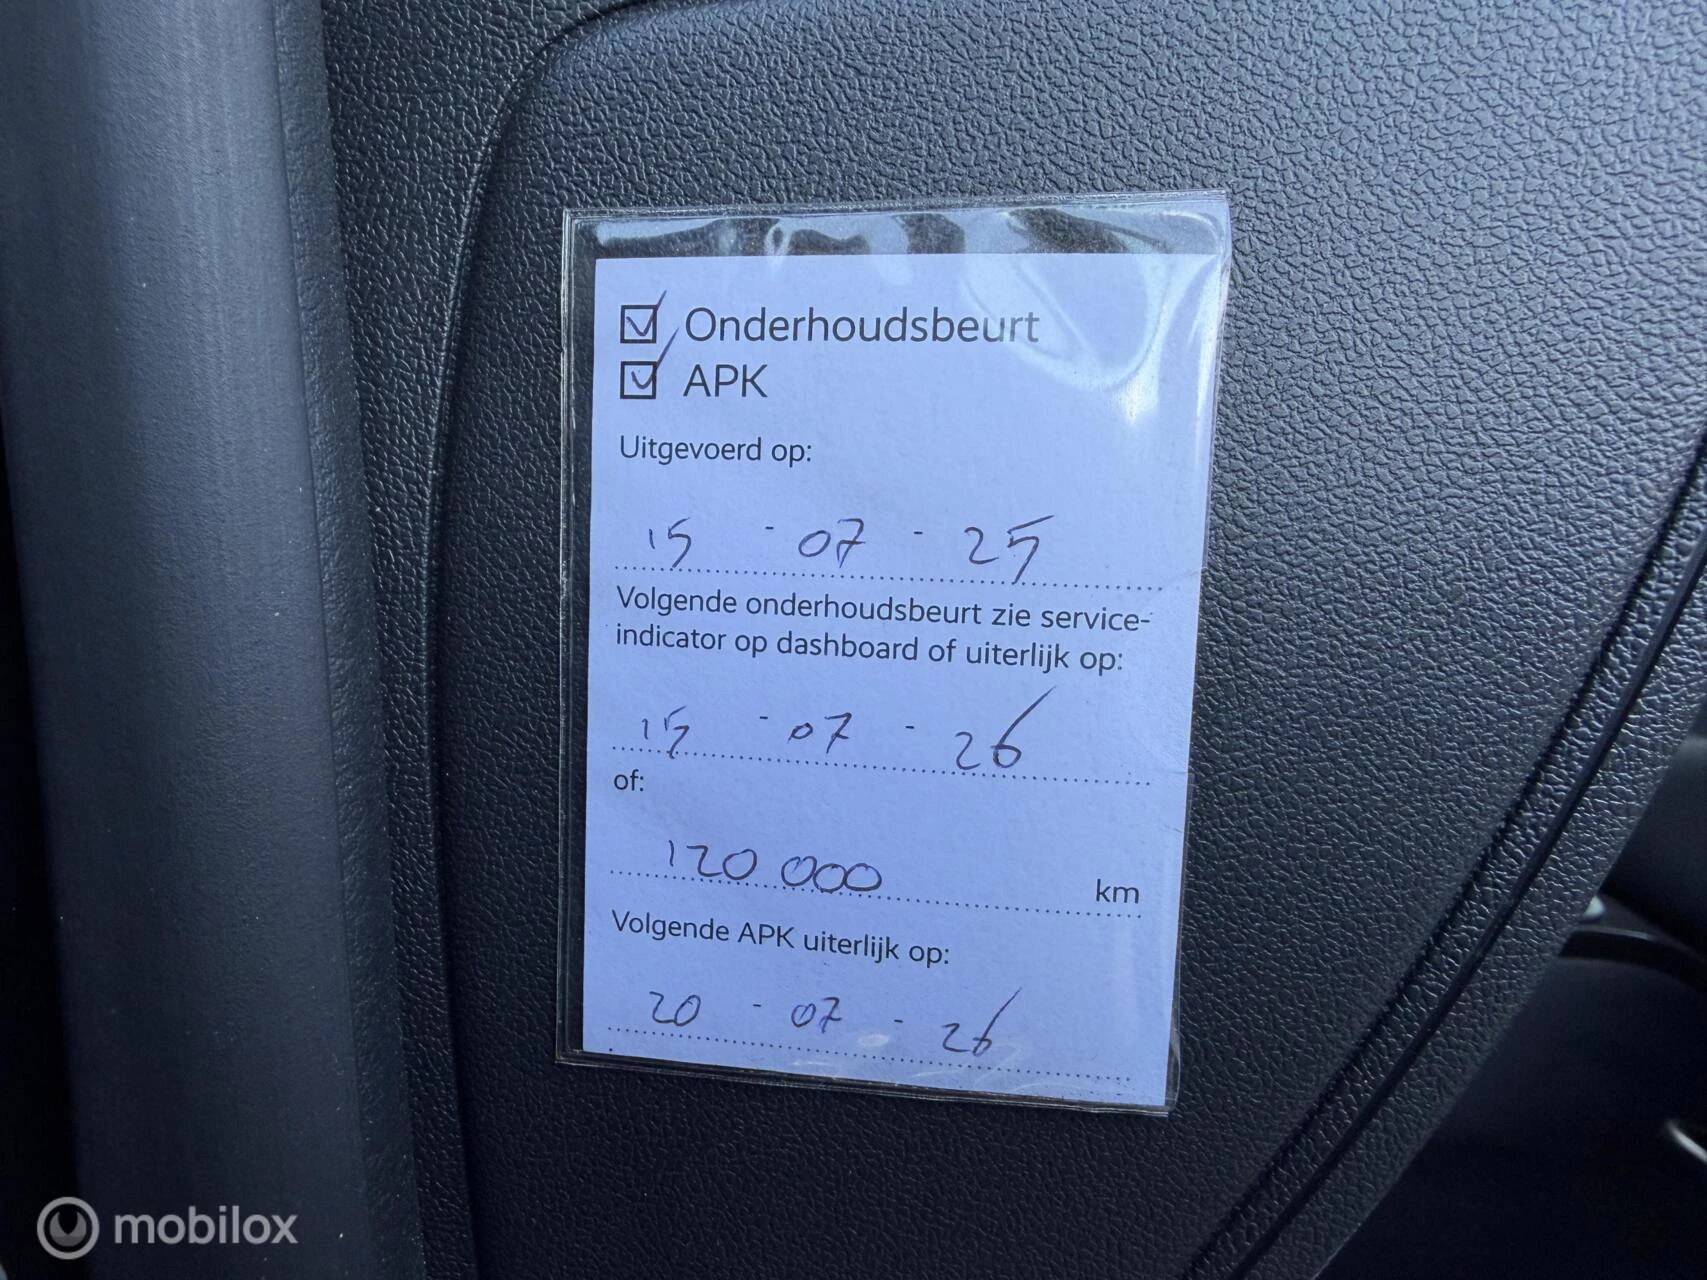 Onderhoudsbeurt
APK
Uitgevoerd op:
15 - 07 - 25
Volgende onderhoudsbeurt zie service-
indicator op dashboard of uiterlijk op:
15 - 07 - 26
of:
120 000 km
Volgende APK uiterlijk op:
20 - 07 - 26
mobilox